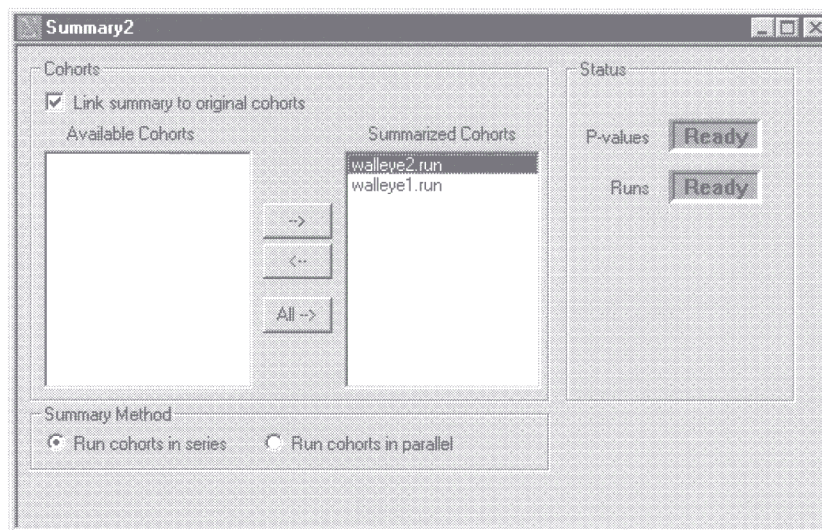 Summary2
Cohorts
Link summary to original cohorts
Available Cohorts
Summarized Cohorts
walleye2.run
walleye1.run
-->
<--
All -->
Summary Method
Run cohorts in series
Run cohorts in parallel
Status
P-values Ready
Runs Ready